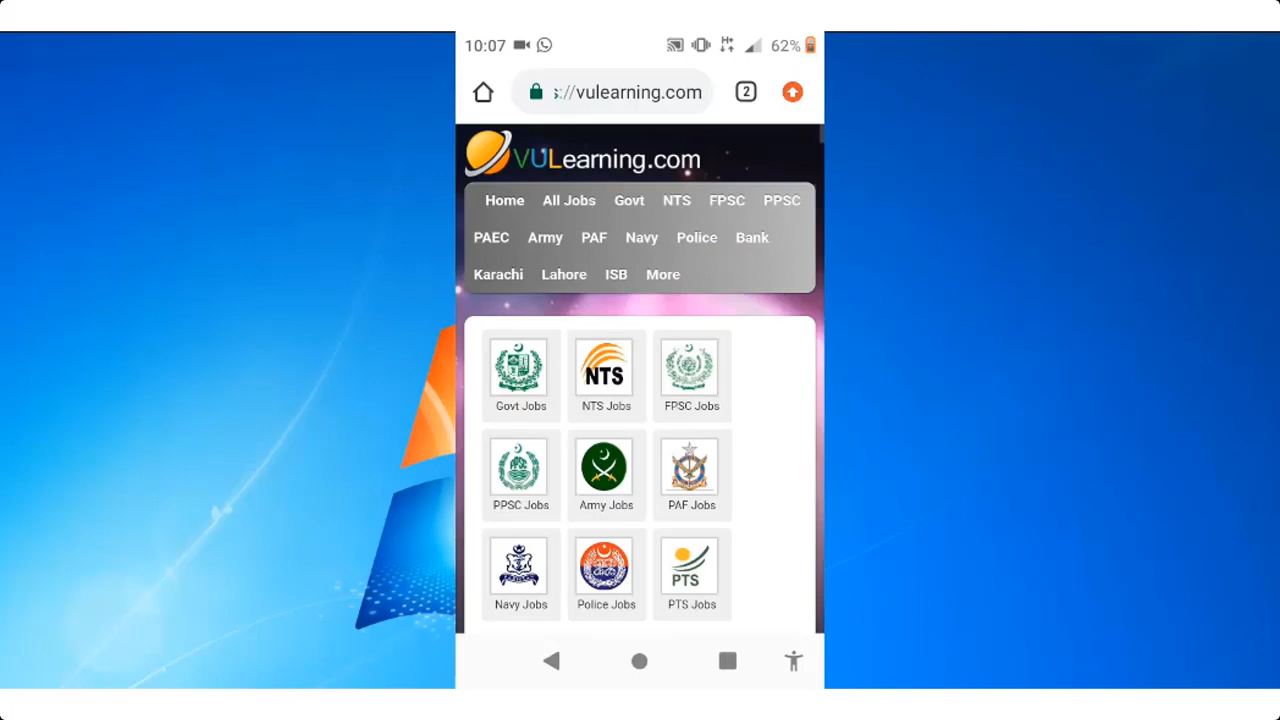 10:07 H+ 62%
s://vulearning.com 2
VULearning.com
Home All Jobs Govt NTS FPSC PPSC
PAEC Army PAF Navy Police Bank
Karachi Lahore ISB More
NTS
Govt Jobs NTS Jobs FPSC Jobs
PPSC Jobs Army Jobs PAF Jobs
PTS
Navy Jobs Police Jobs PTS Jobs